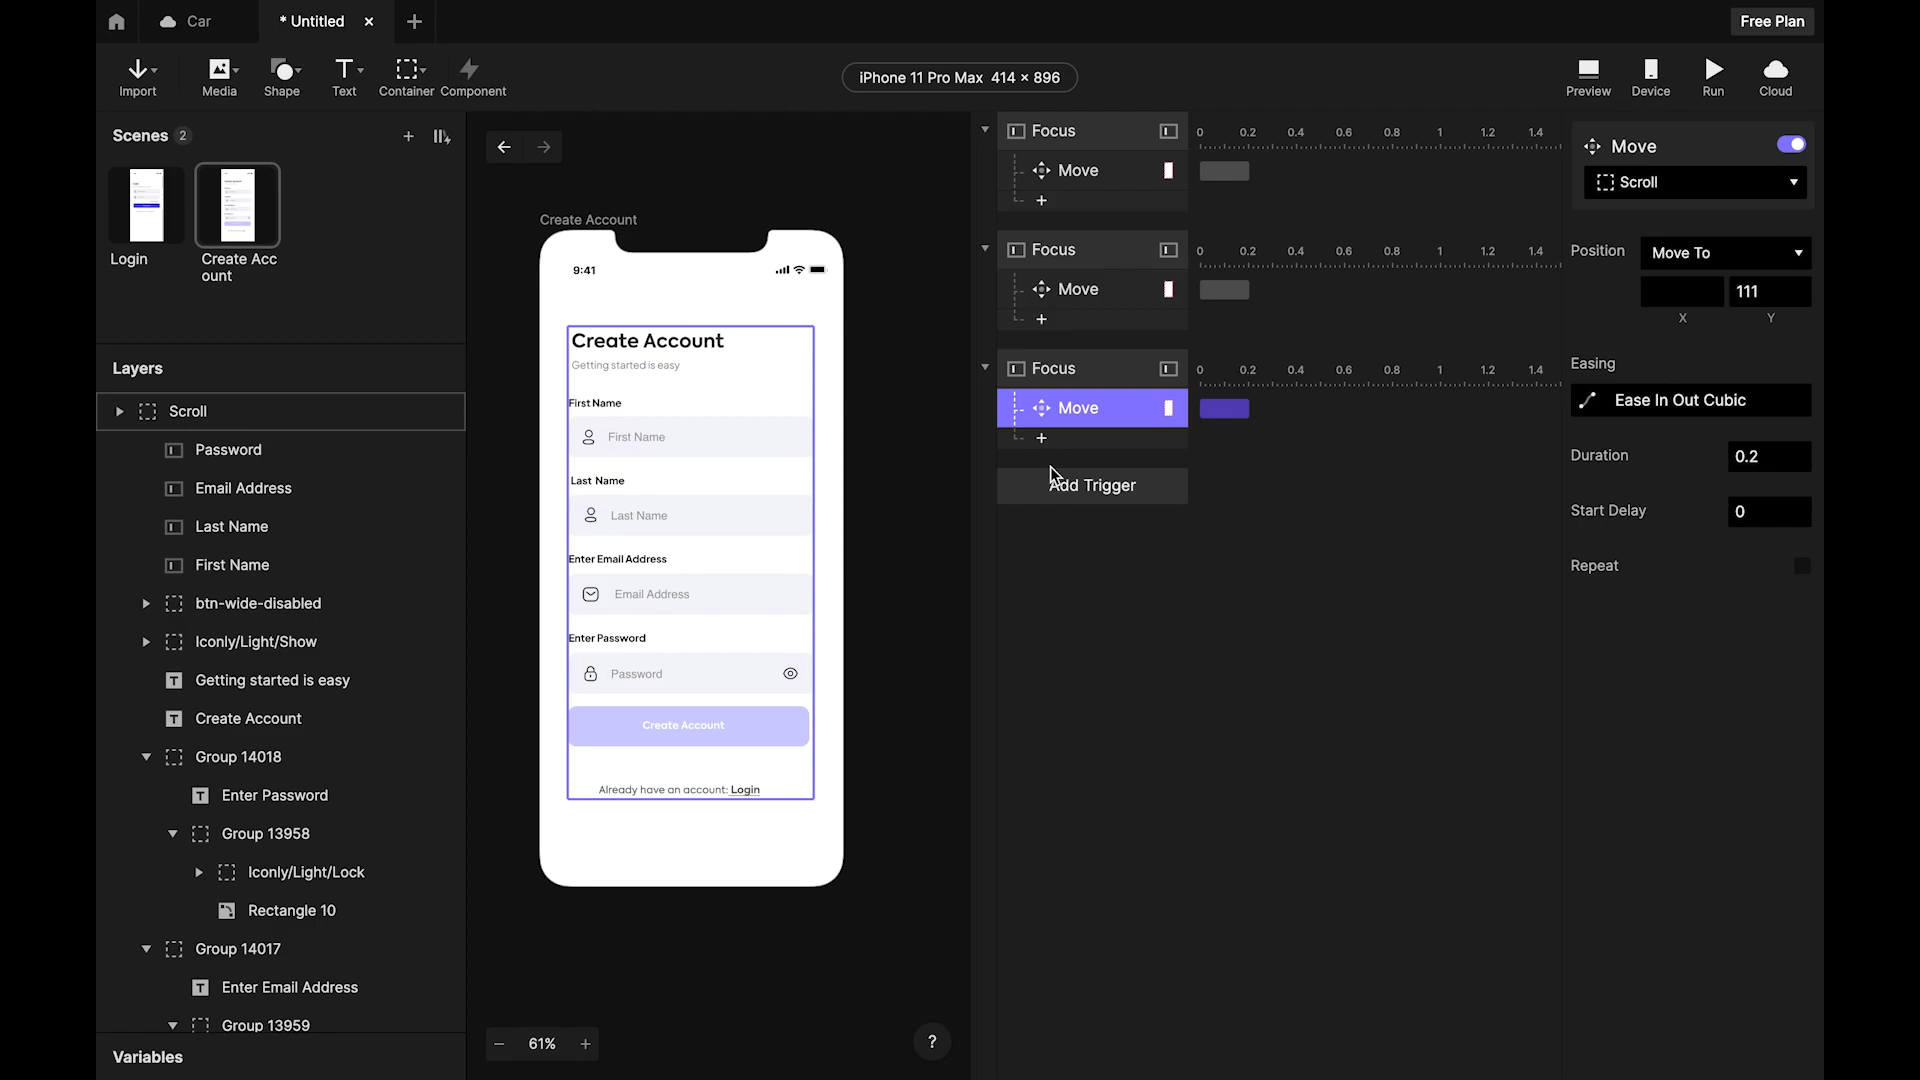 Car
* Untitled
Free Plan
Import
Media
Shape
Text
Container
Component
iPhone 11 Pro Max 414 × 896
Preview
Device
Run
Cloud
Scenes 2
Login
Create Acc
ount
Layers
Scroll
Password
Email Address
Last Name
First Name
btn-wide-disabled
Iconly/Light/Show
Getting started is easy
Create Account
Group 14018
Enter Password
Group 13958
Iconly/Light/Lock
Rectangle 10
Group 14017
Enter Email Address
Group 13959
Variables
Create Account
9:41
Create Account
Getting started is easy
First Name
First Name
Last Name
Last Name
Enter Email Address
Email Address
Enter Password
Password
Create Account
Already have an account: Login
61%
?
Focus
0 0.2 0.4 0.6 0.8 1 1.2 1.4
Move
Focus
0 0.2 0.4 0.6 0.8 1 1.2 1.4
Move
Focus
0 0.2 0.4 0.6 0.8 1 1.2 1.4
Move
Add Trigger
Move
Scroll
Position
Move To
111
X
Y
Easing
Ease In Out Cubic
Duration
0.2
Start Delay
0
Repeat